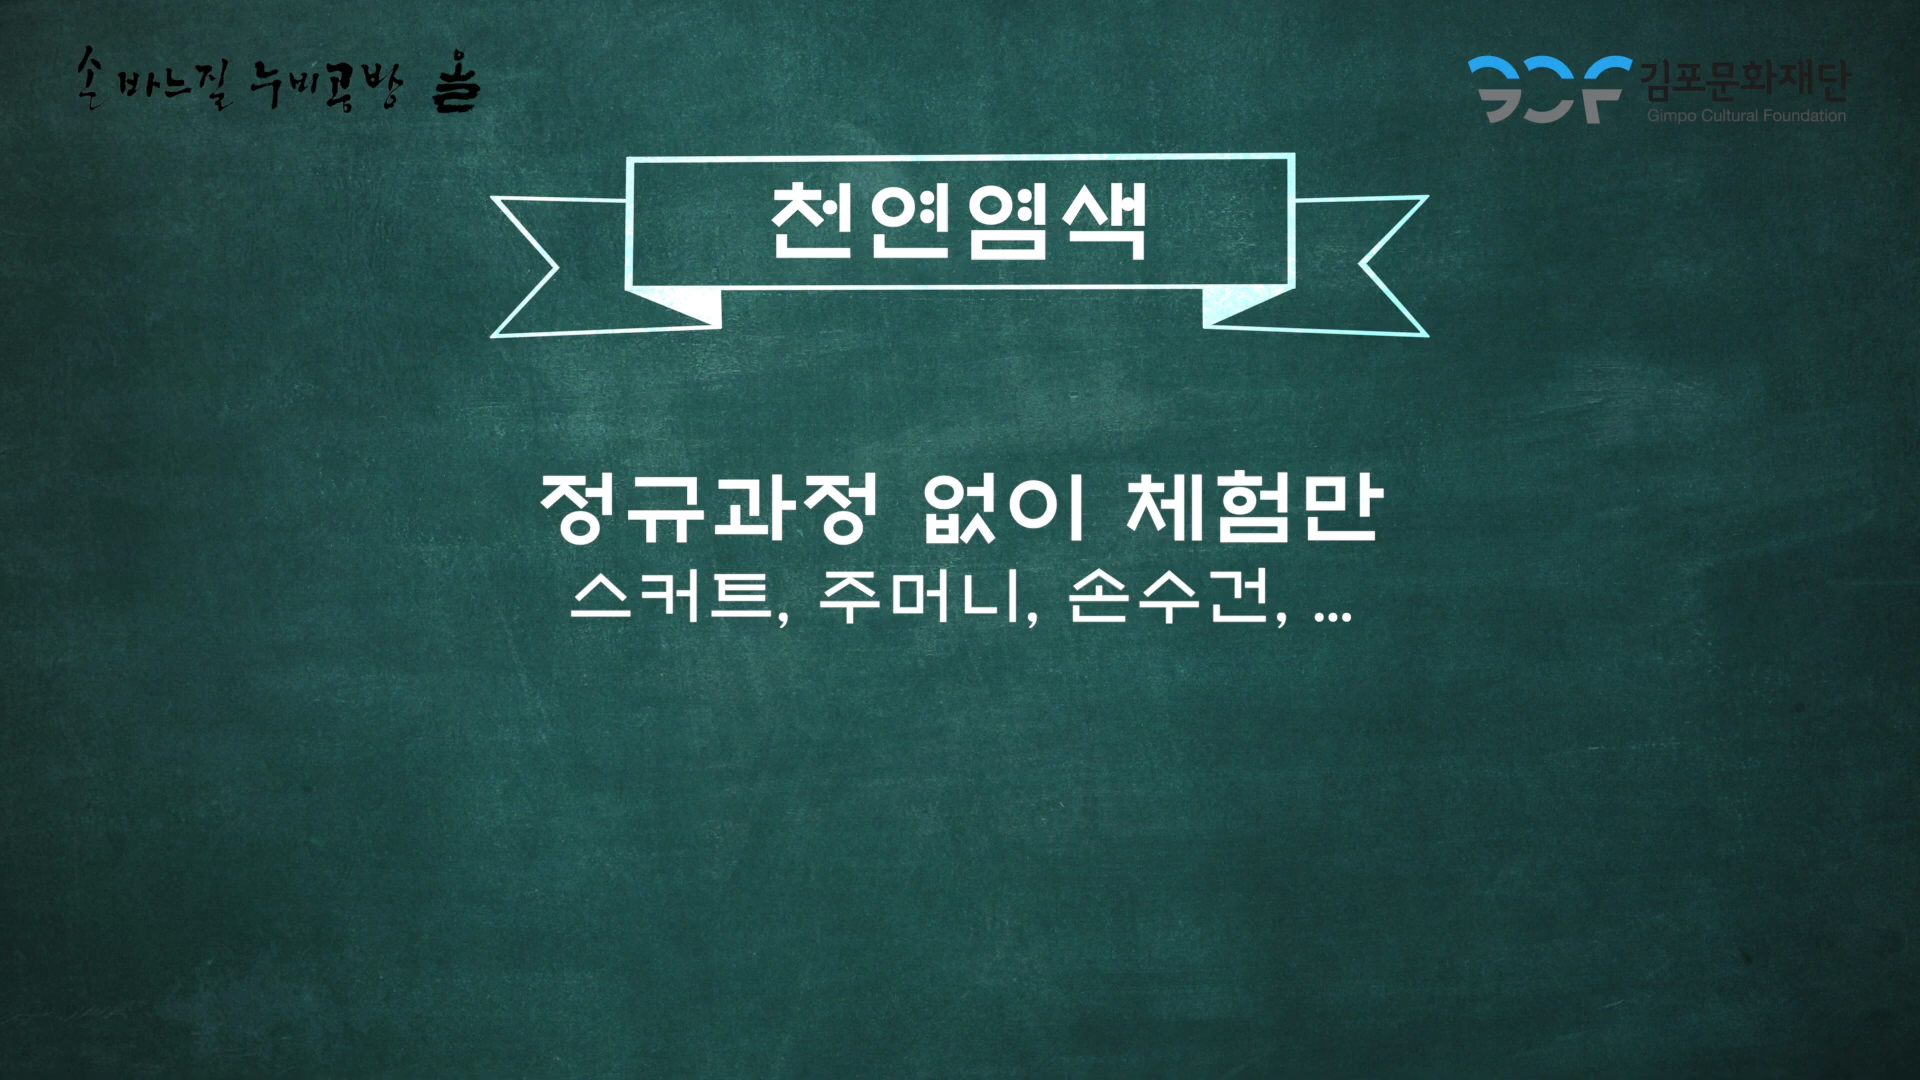 손바느질 누비공방 올
김포문화재단
Gimpo Cultural Foundation
천연염색
정규과정 없이 체험만
스커트, 주머니, 손수건, ...